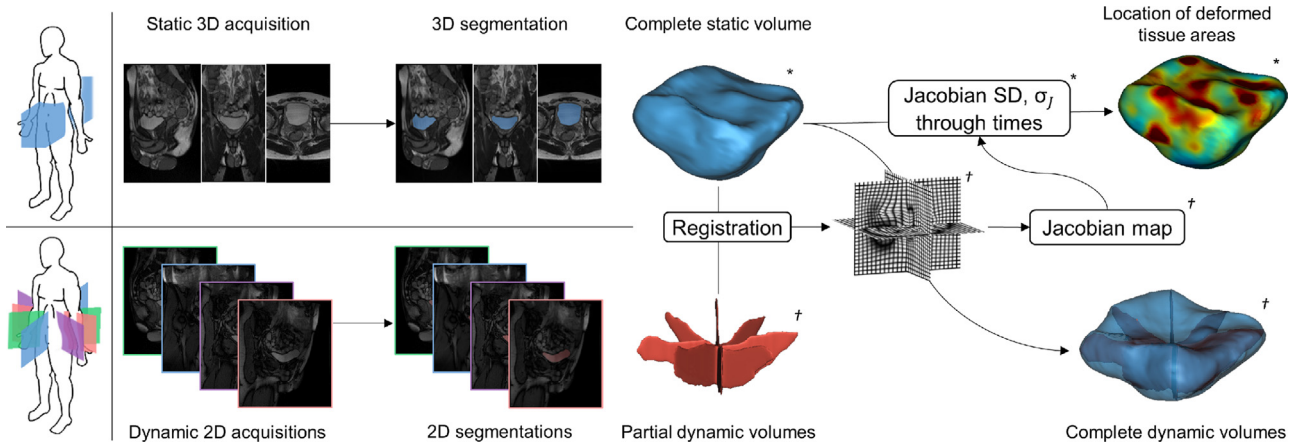 Static 3D acquisition
3D segmentation
Complete static volume
Location of deformed
tissue areas
*
*
*
Jacobian SD, σJ
through times
†
†
Registration
Jacobian map
†
†
Dynamic 2D acquisitions
2D segmentations
Partial dynamic volumes
Complete dynamic volumes